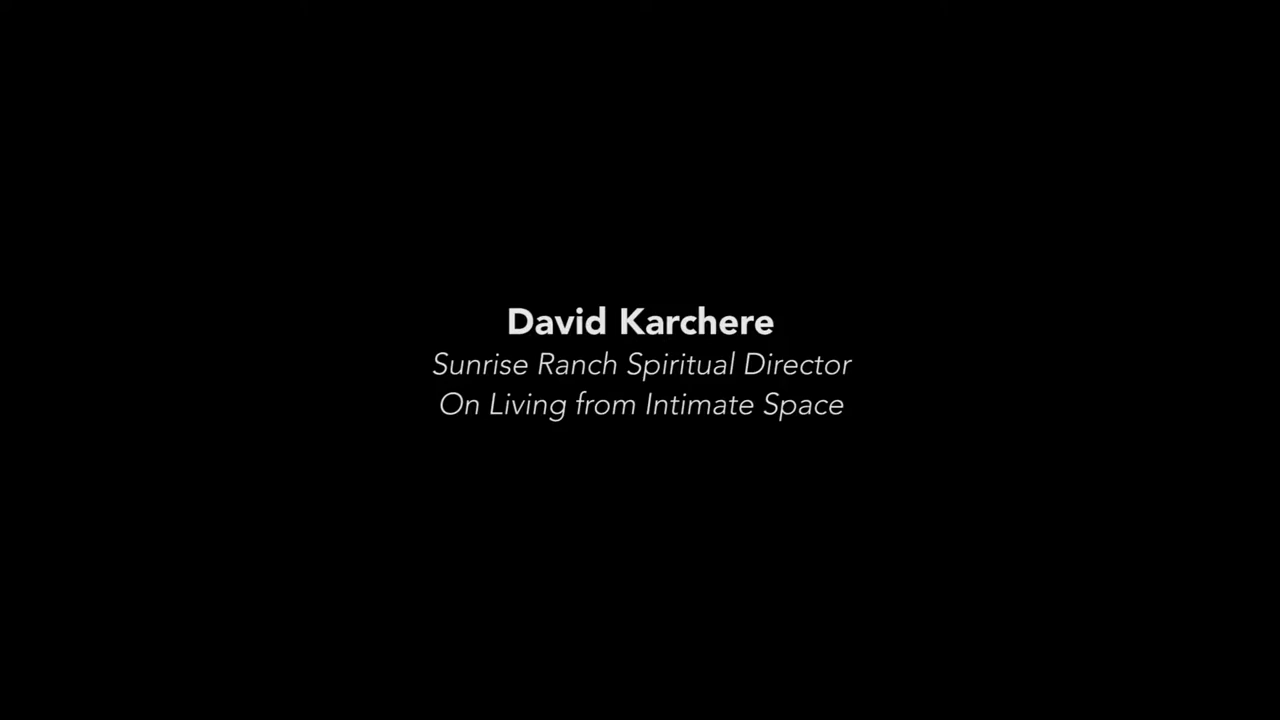 David Karchere
Sunrise Ranch Spiritual Director
On Living from Intimate Space